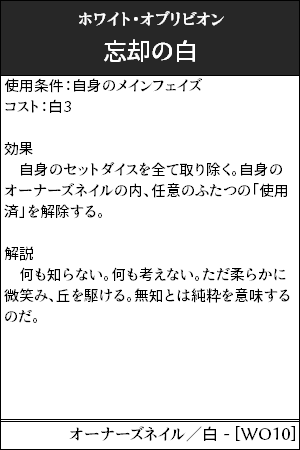 ホワイト・オブリビオン
忘却の白
使用条件：自身のメインフェイズ
コスト：白3
効果
　自身のセットダイスを全て取り除く。自身の
オーナーズネイルの内、任意のふたつの「使用
済」を解除する。
解説
　何も知らない。何も考えない。ただ柔らかに
微笑み、丘を駆ける。無知とは純粋を意味する
のだ。
オーナーズネイル／白 - [WO10]